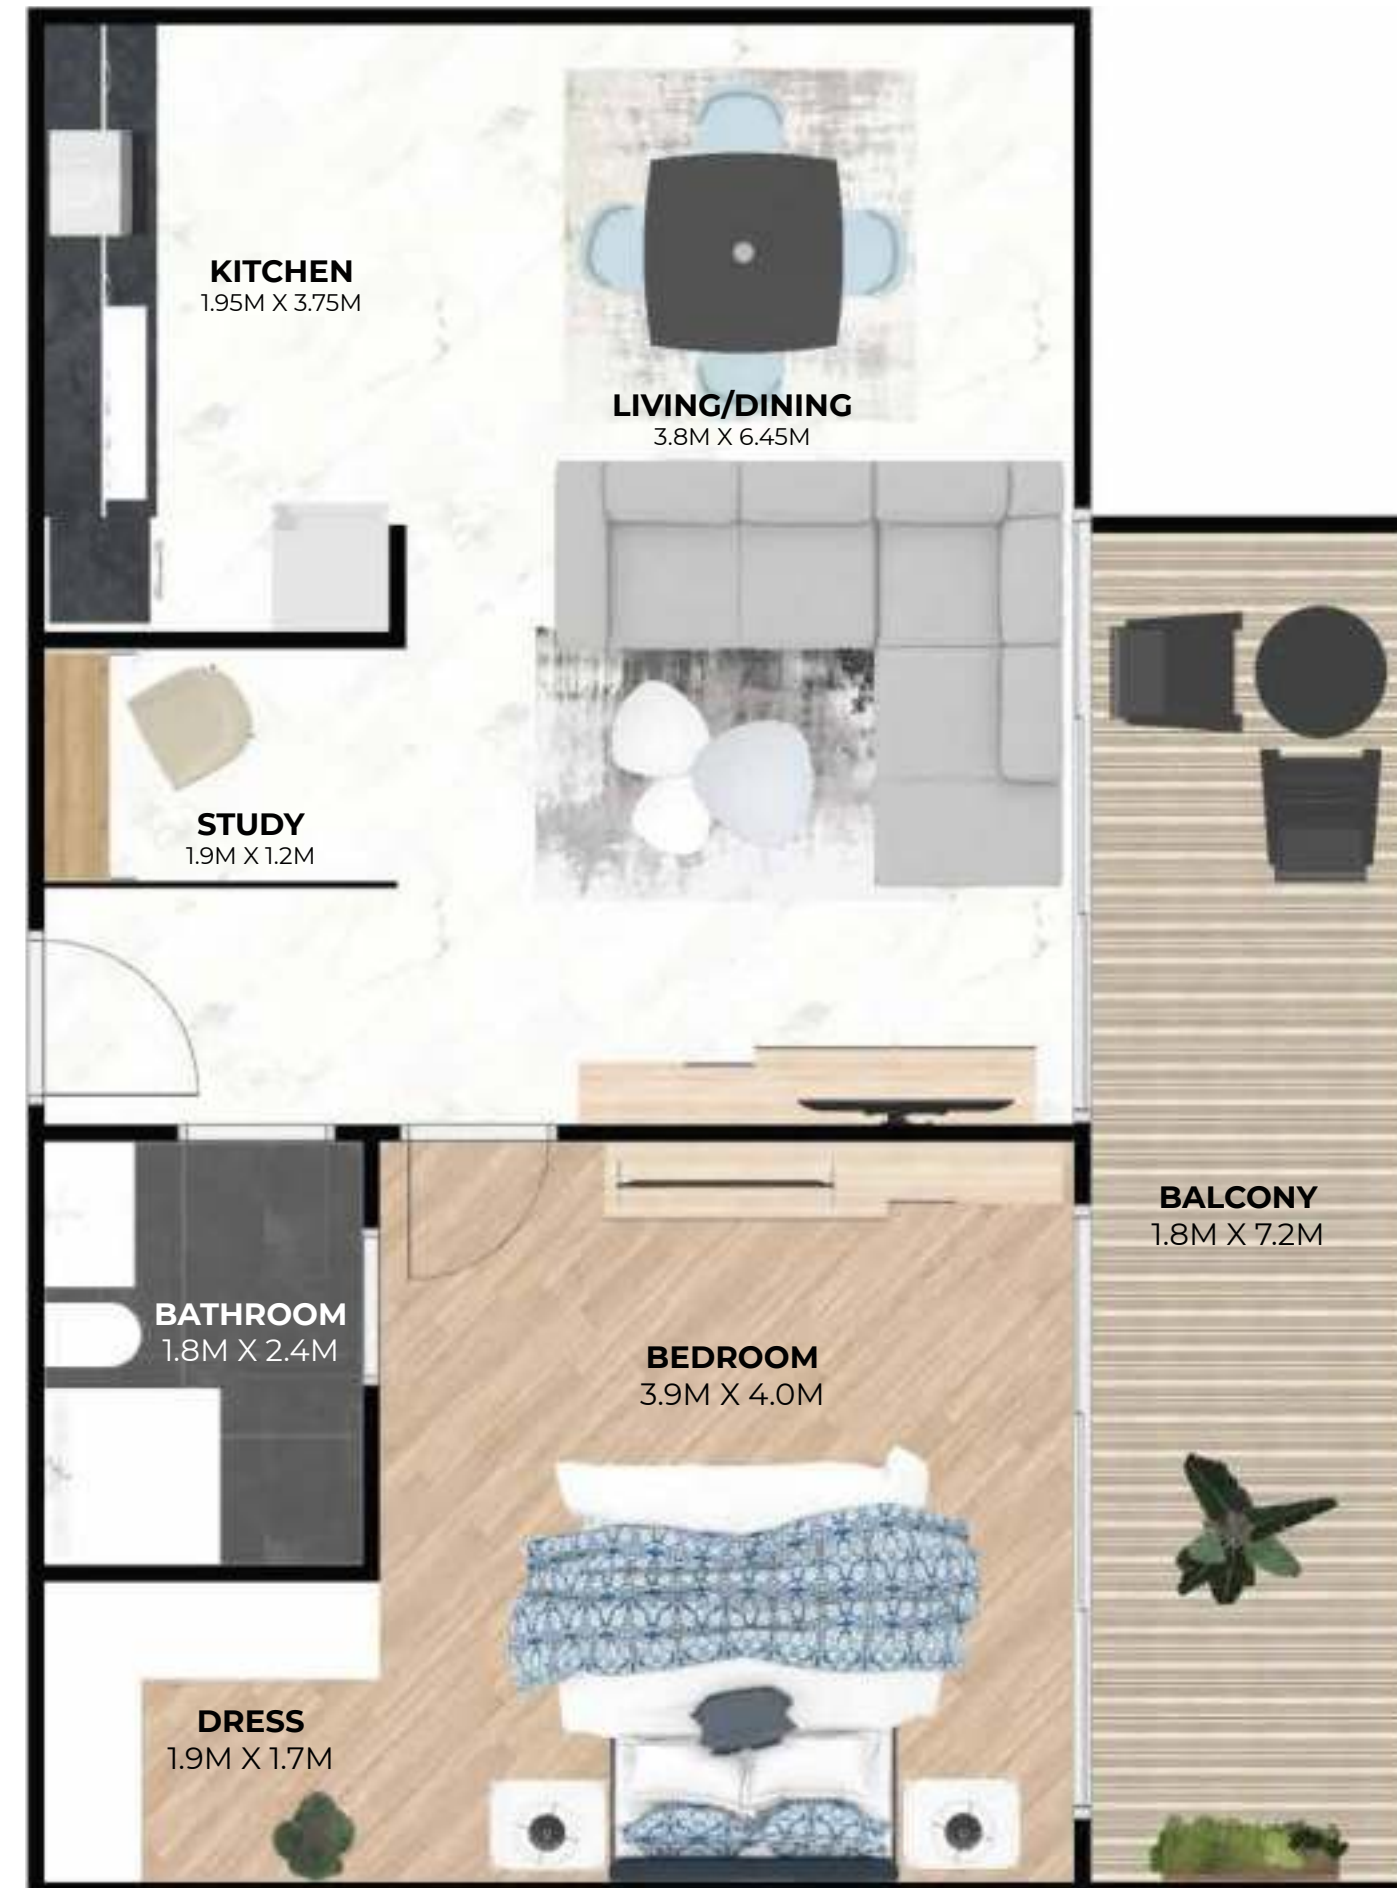 KITCHEN
1.95M X 3.75M
LIVING/DINING
3.8M X 6.45M
STUDY
1.9M X 1.2M
BALCONY
1.8M X 7.2M
BATHROOM
1.8M X 2.4M
BEDROOM
3.9M X 4.0M
DRESS
1.9M X 1.7M